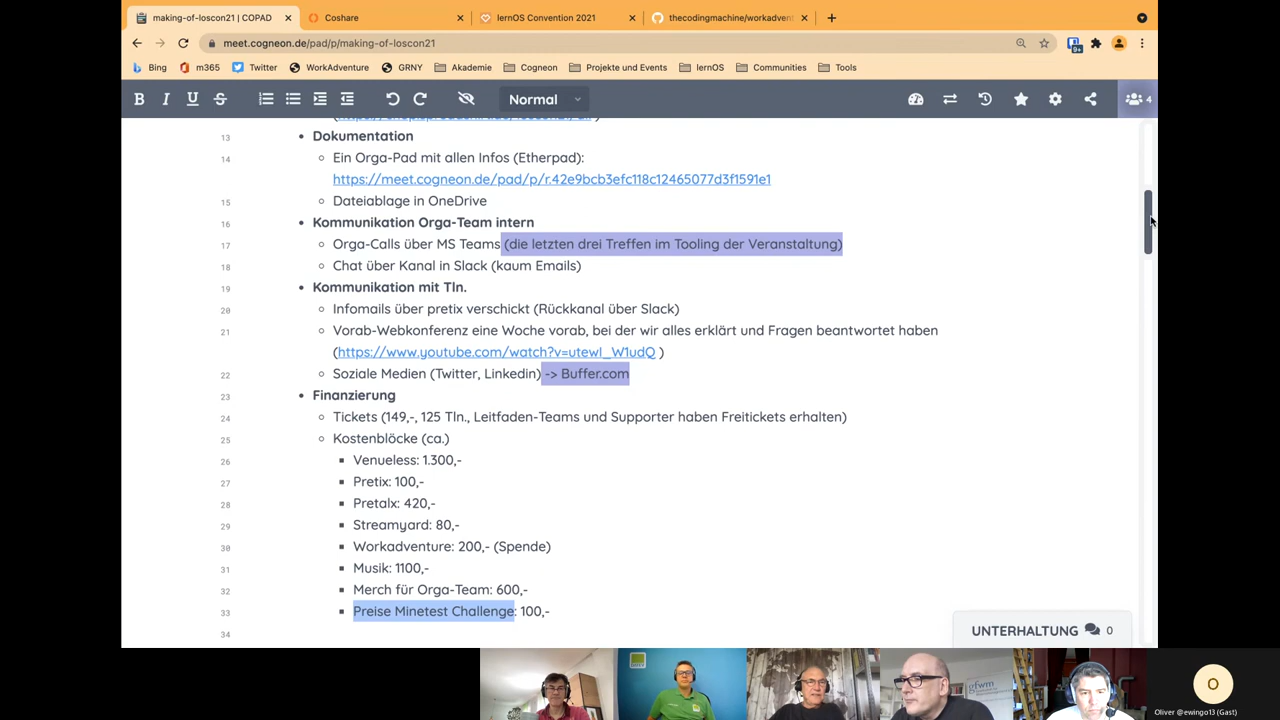 making-of-loscon21 | COPAD
Coshare
lernOS Convention 2021
thecodingmachine/workadvent
meet.cogneon.de/pad/p/making-of-loscon21
9+
Bing
m365
Twitter
WorkAdventure
GRNY
Akademie
Cogneon
Projekte und Events
lernOS
Communities
Tools
B I U S
Normal
4
13 Dokumentation
14 Ein Orga-Pad mit allen Infos (Etherpad):
https://meet.cogneon.de/pad/p/r.42e9bcb3efc118c12465077d3f1591e1
15 Dateiablage in OneDrive
16 Kommunikation Orga-Team intern
17 Orga-Calls über MS Teams (die letzten drei Treffen im Tooling der Veranstaltung)
18 Chat über Kanal in Slack (kaum Emails)
19 Kommunikation mit Tln.
20 Infomails über pretix verschickt (Rückkanal über Slack)
21 Vorab-Webkonferenz eine Woche vorab, bei der wir alles erklärt und Fragen beantwortet haben
(https://www.youtube.com/watch?v=utewI_W1udQ )
22 Soziale Medien (Twitter, Linkedin) -> Buffer.com
23 Finanzierung
24 Tickets (149,-, 125 Tln., Leitfaden-Teams und Supporter haben Freitickets erhalten)
25 Kostenblöcke (ca.)
26 Venueless: 1.300,-
27 Pretix: 100,-
28 Pretalx: 420,-
29 Streamyard: 80,-
30 Workadventure: 200,- (Spende)
31 Musik: 1100,-
32 Merch für Orga-Team: 600,-
33 Preise Minetest Challenge: 100,-
34
UNTERHALTUNG 0
gfwm
O
Oliver @ewingo13 (Gast)